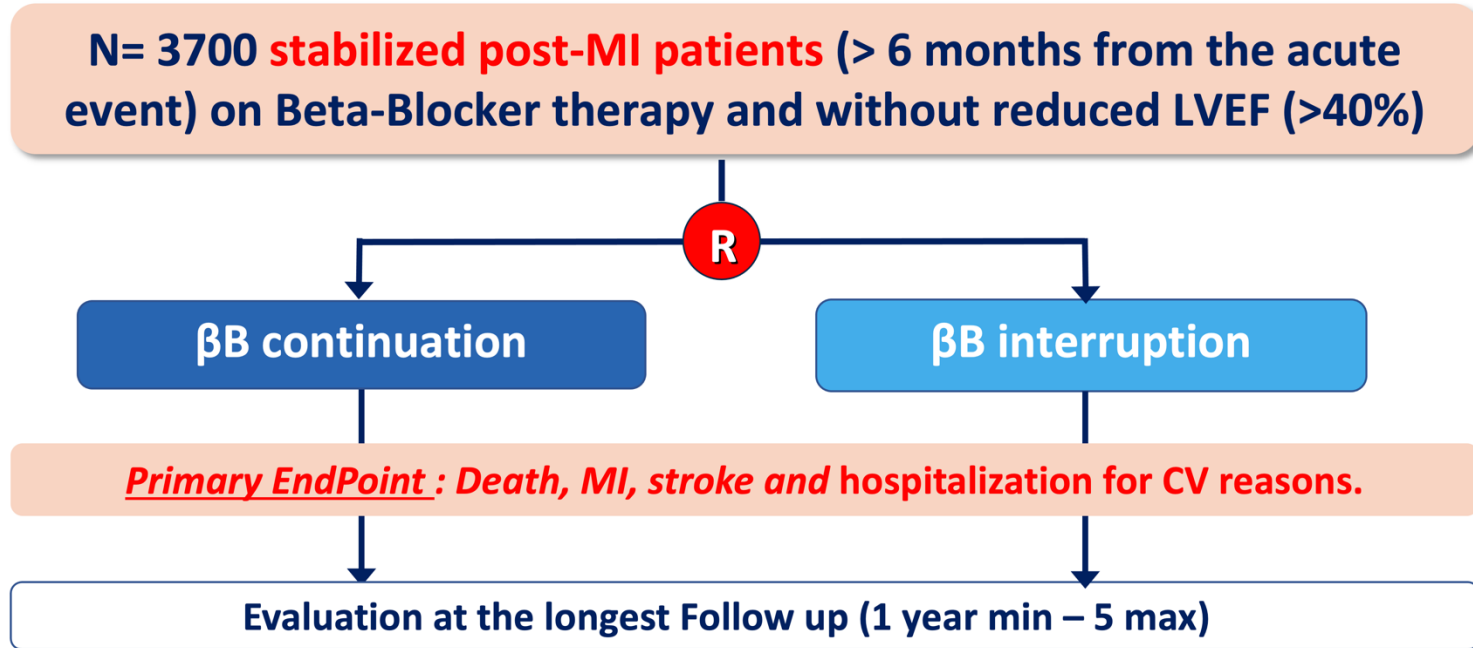 N= 3700 stabilized post-MI patients (> 6 months from the acute
event) on Beta-Blocker therapy and without reduced LVEF (>40%)
R
βB continuation
βB interruption
Primary EndPoint : Death, MI, stroke and hospitalization for CV reasons.
Evaluation at the longest Follow up (1 year min – 5 max)